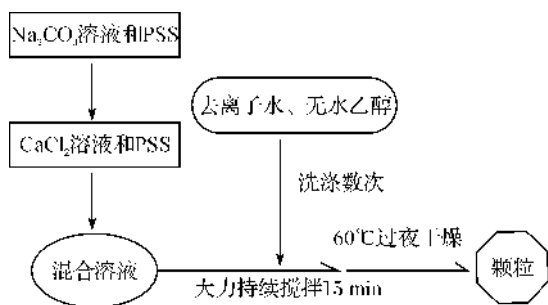 Na₂CO₃溶液和PSS
去离子水、无水乙醇
CaCl₂溶液和PSS
洗涤数次
60℃过夜干燥
混合溶液
颗粒
大力持续搅拌15 min